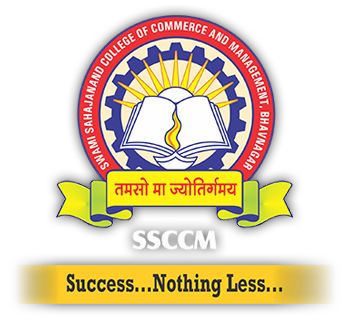 SWAMI SAHAJANAND COLLEGE OF COMMERCE AND MANAGEMENT, BHAVNAGAR
तमसो मा ज्योतिर्गमय
SSCCM
Success...Nothing Less...